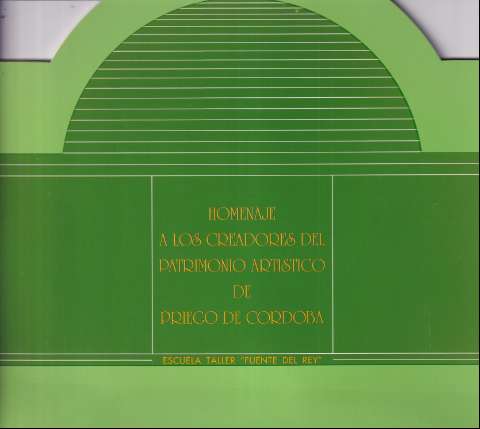 HOMENAJE
A LOS CREADORES DEL
PATRIMONIO ARTISTICO
DE
PRIEGO DE CORDOBA
ESCUELA TALLER "FUENTE DEL REY"